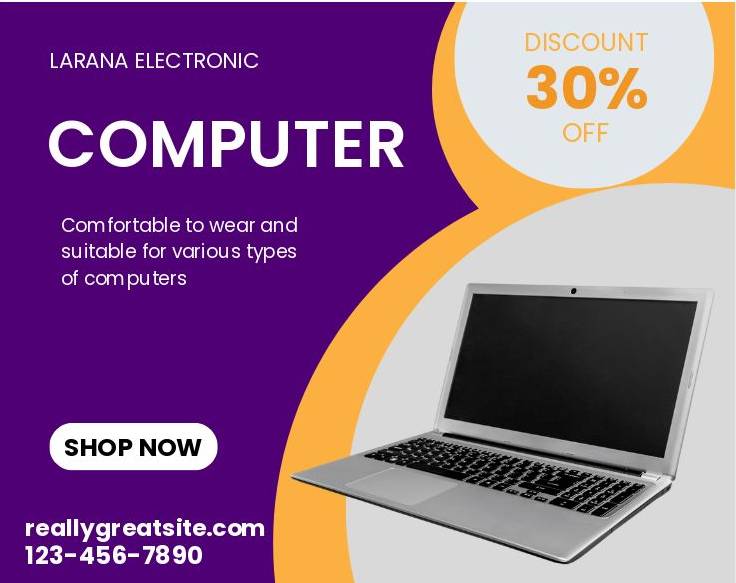 LARANA ELECTRONIC
DISCOUNT
30%
OFF
COMPUTER
Comfortable to wear and
suitable for various types
of computers
SHOP NOW
reallygreatsite.com
123-456-7890